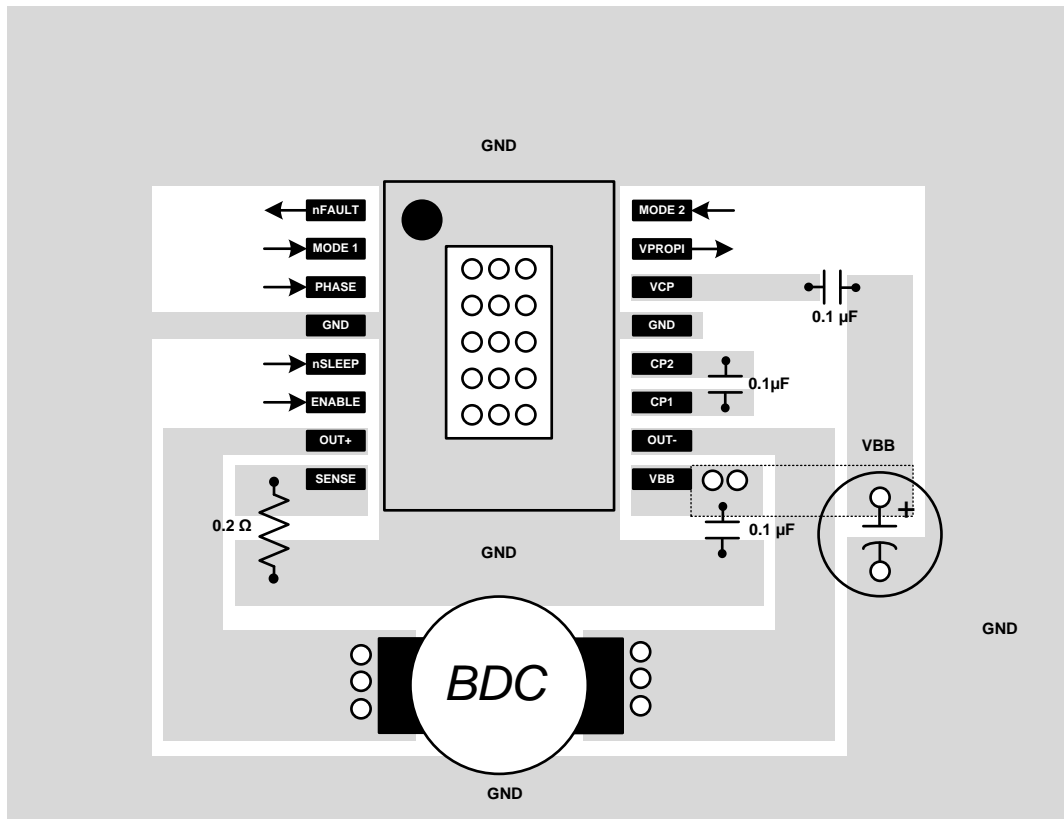 GND
nFAULT
MODE 2
MODE 1
VPROPI
PHASE
VCP
0.1 µF
GND
GND
nSLEEP
CP2
0.1µF
ENABLE
CP1
OUT+
OUT-
VBB
SENSE
VBB
+
0.2 Ω
0.1 µF
GND
GND
BDC
GND